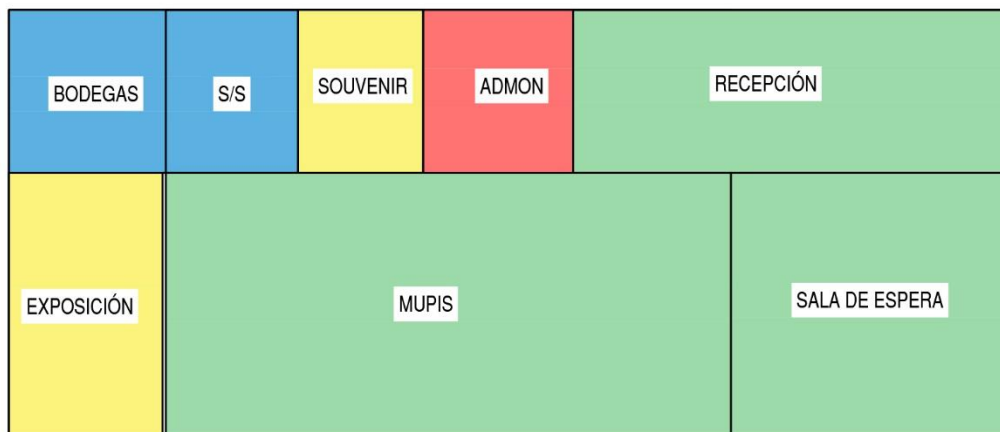 BODEGAS
S/S
SOUVENIR
ADMON
RECEPCIÓN
EXPOSICIÓN
MUPIS
SALA DE ESPERA